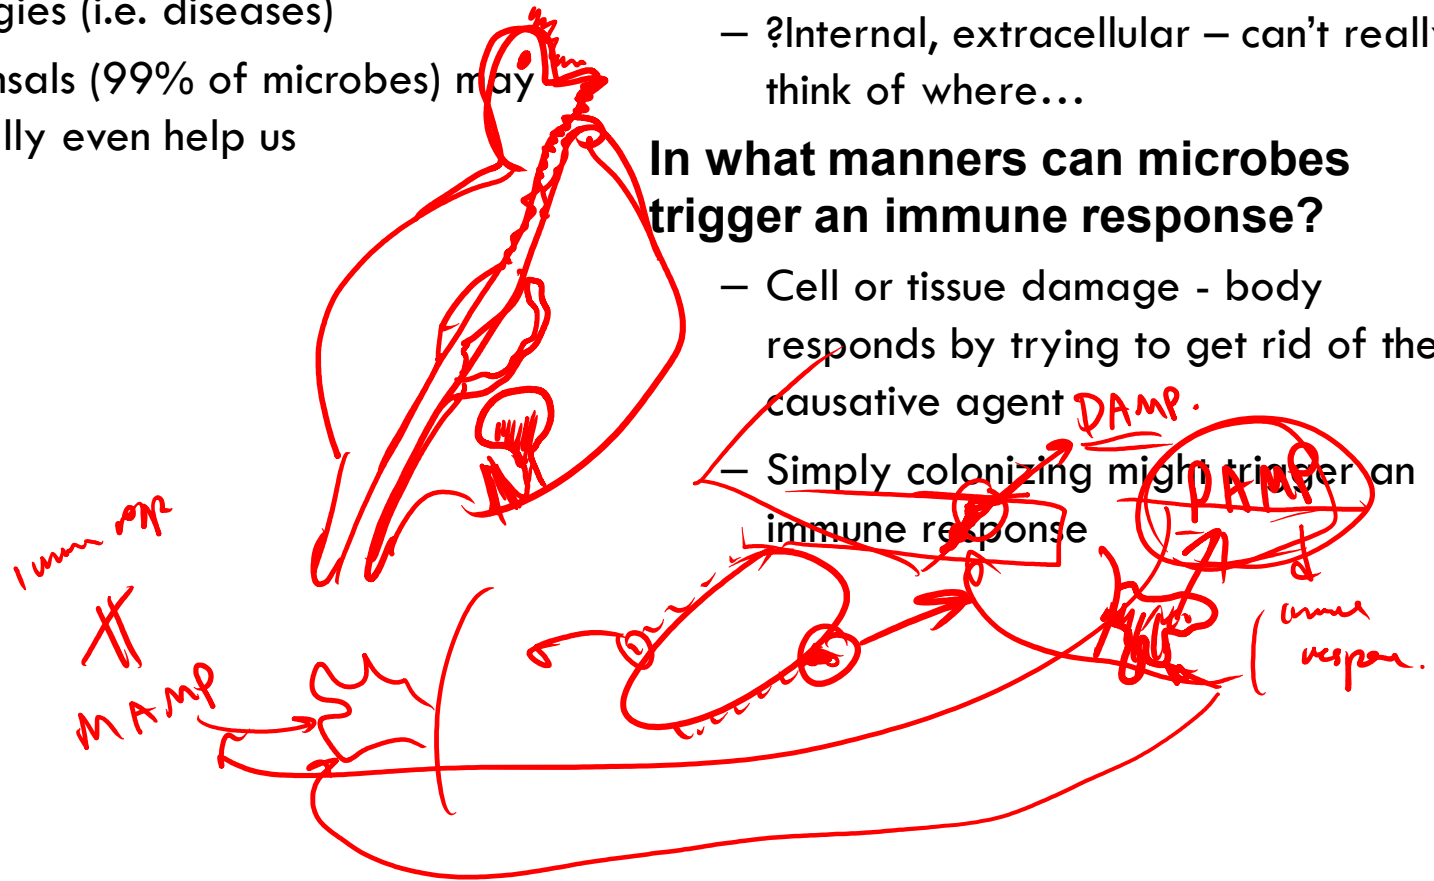 gies (i.e. diseases)
nsals (99% of microbes) may
lly even help us
– ?Internal, extracellular – can’t really
think of where…
In what manners can microbes
trigger an immune response?
– Cell or tissue damage - body
responds by trying to get rid of the
causative agent
DAMP.
– Simply colonizing might trigger an
immune response
PAMP
MAMP